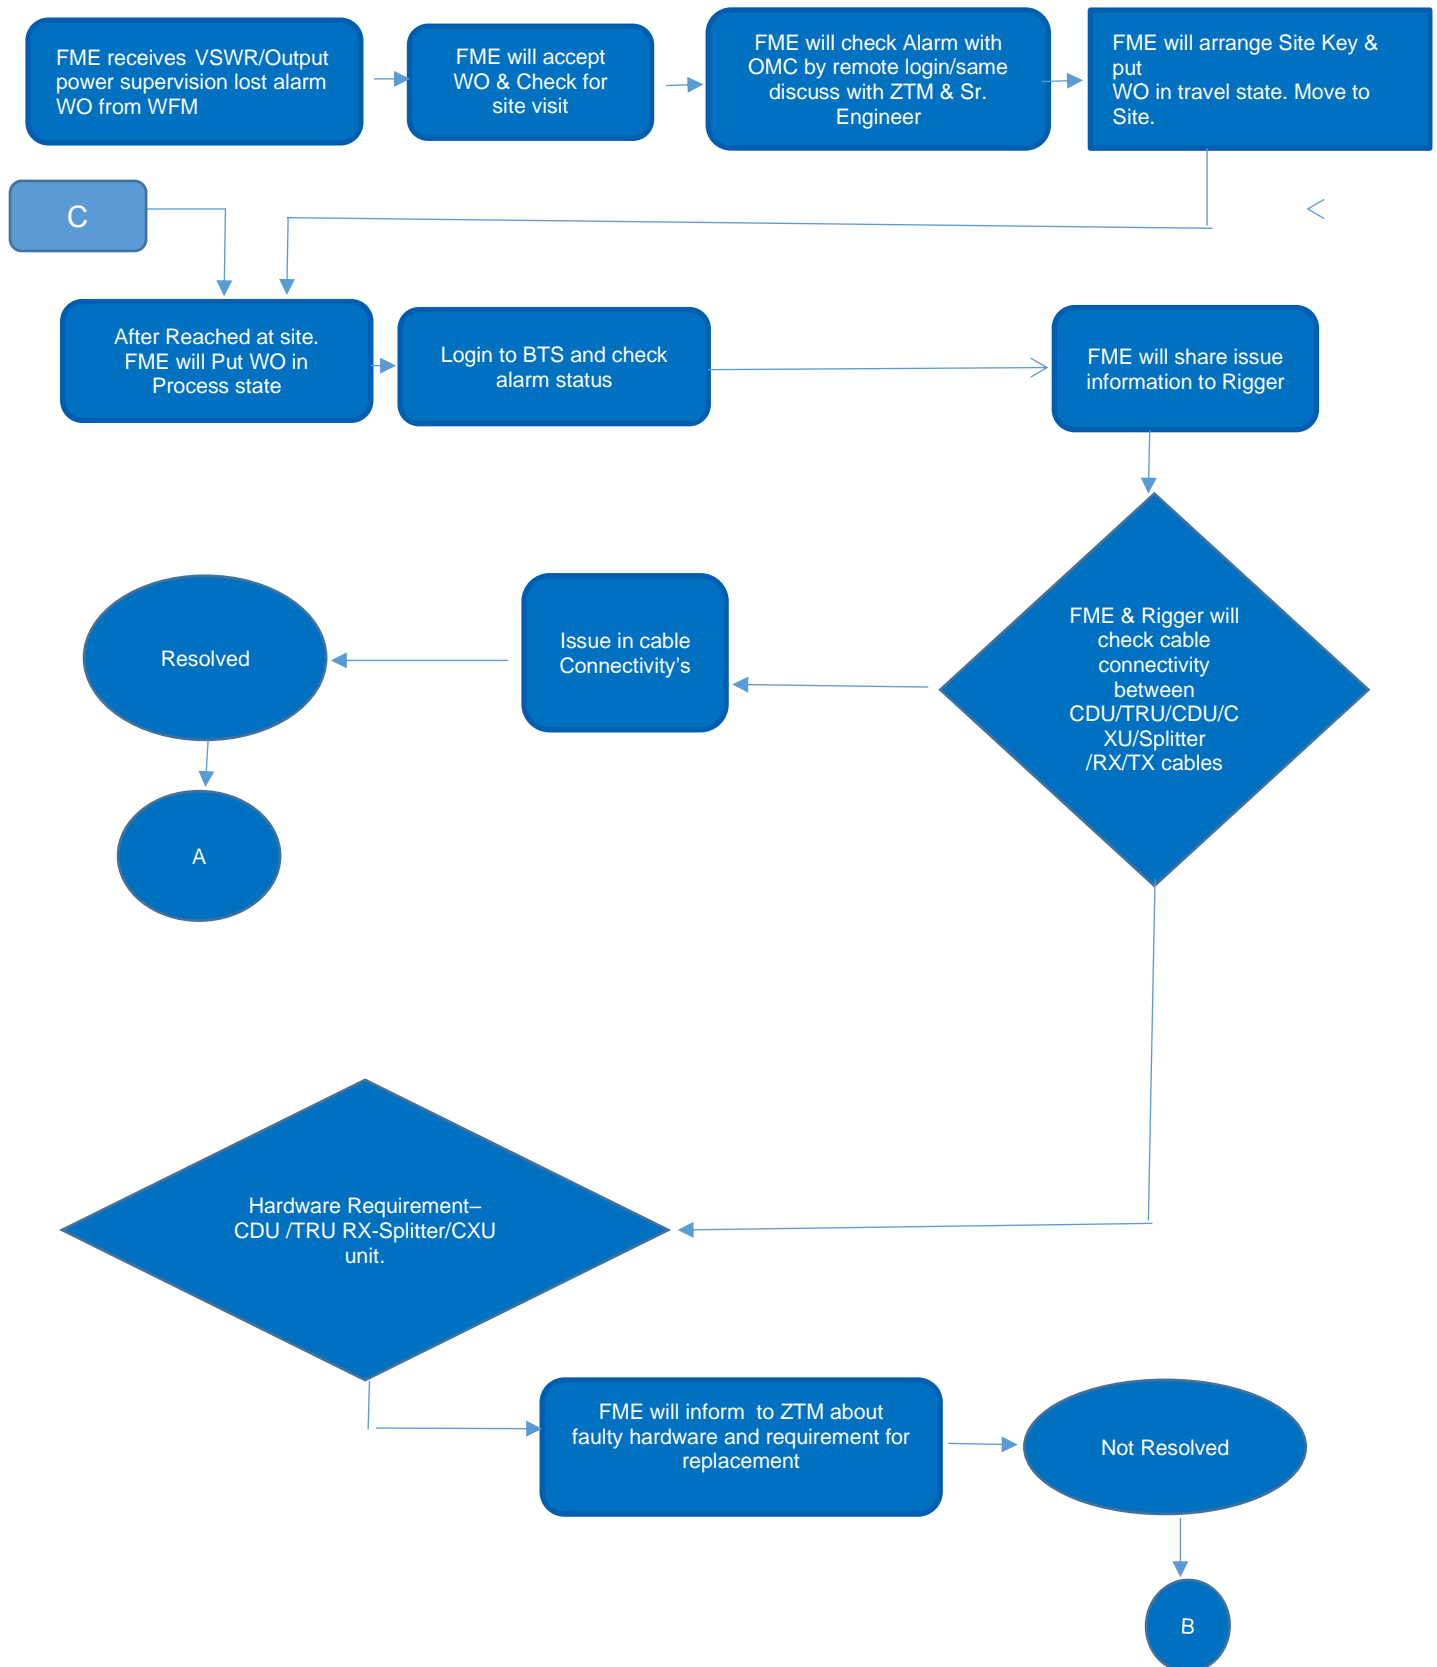 FME receives VSWR/Output
power supervision lost alarm
WO from WFM
FME will accept
WO & Check for
site visit
FME will check Alarm with
OMC by remote login/same
discuss with ZTM & Sr.
Engineer
FME will arrange Site Key &
put
WO in travel state. Move to
Site.
C
After Reached at site.
FME will Put WO in
Process state
Login to BTS and check
alarm status
FME will share issue
information to Rigger
FME & Rigger will
check cable
connectivity
between
CDU/TRU/CDU/C
XU/Splitter
/RX/TX cables
Issue in cable
Connectivity's
Resolved
A
Hardware Requirement–
CDU /TRU RX-Splitter/CXU
unit.
FME will inform to ZTM about
faulty hardware and requirement for
replacement
Not Resolved
B